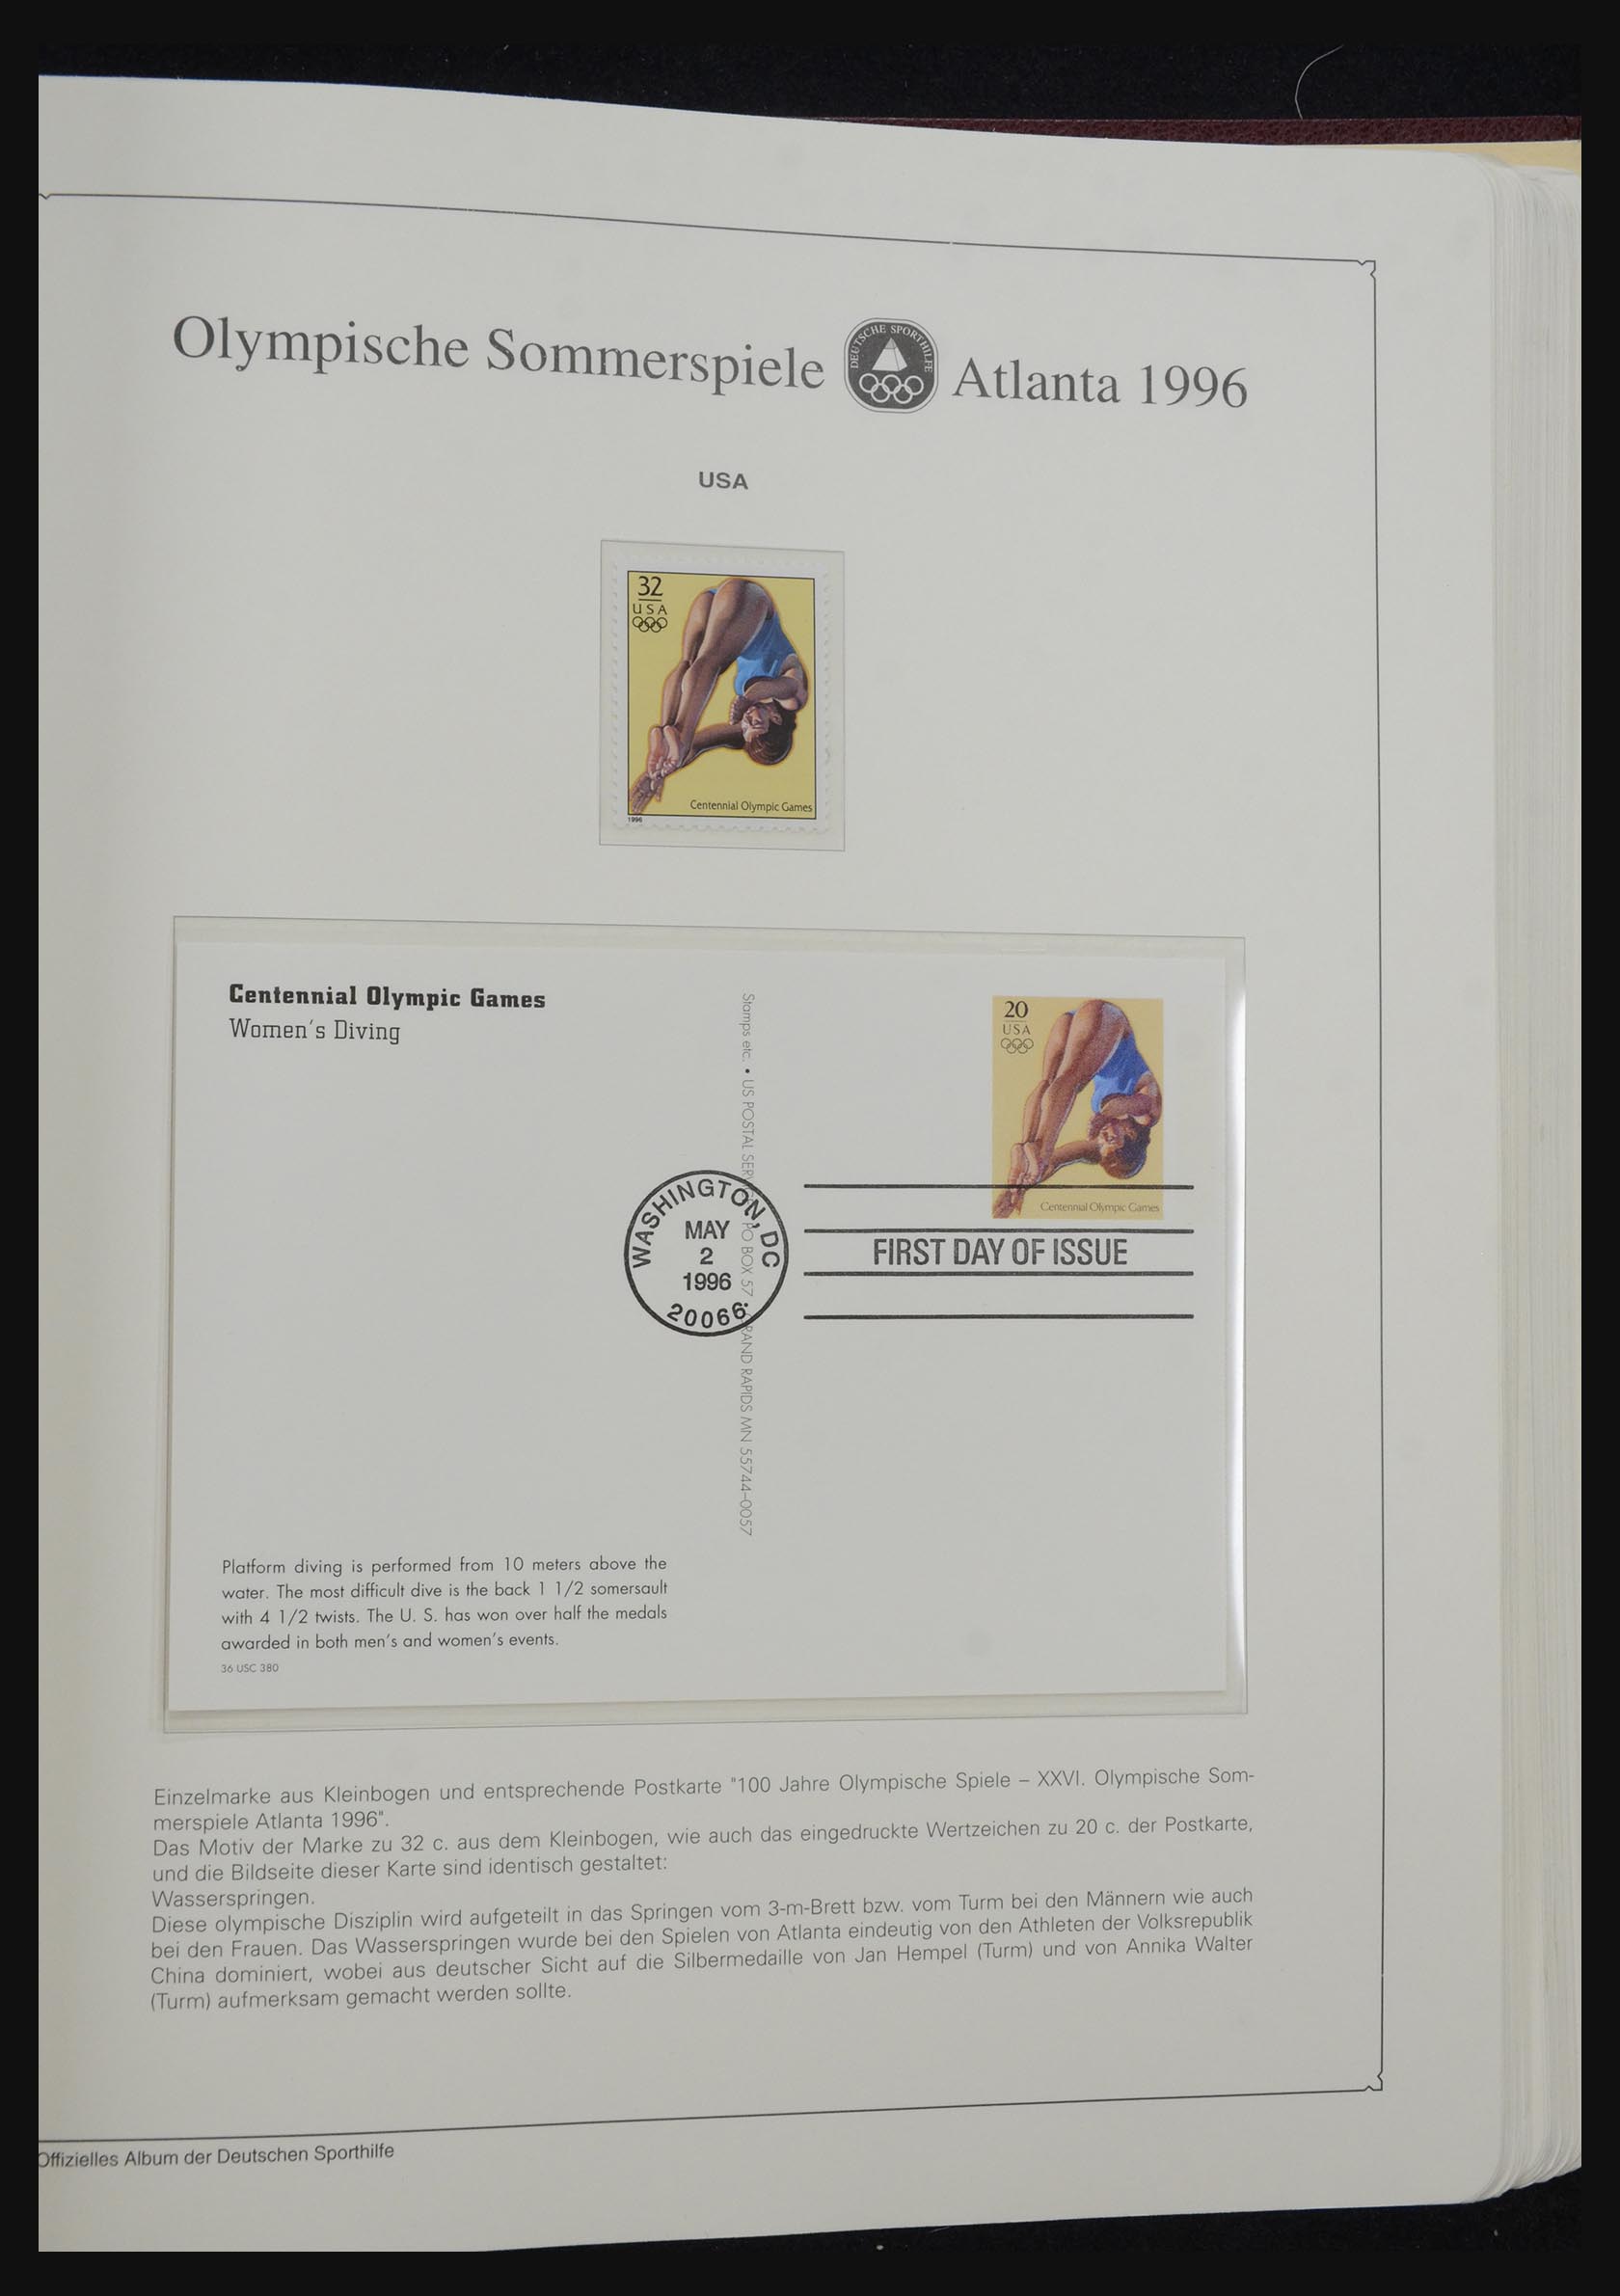 Olympische Sommerspiele
DEUTSCHE SPORTHILFE
Atlanta 1996
USA
32
USA
Centennial Olympic Games
1996
Centennial Olympic Games
Women's Diving
Stamps etc. • US POSTAL SER PO BOX 57 RAND RAPIDS MN 55744-0057
20
USA
Centennial Olympic Games
WASHINGTON, DC
MAY
2
1996
20066
FIRST DAY OF ISSUE
Platform diving is performed from 10 meters above the
water. The most difficult dive is the back 1 1/2 somersault
with 4 1/2 twists. The U. S. has won over half the medals
awarded in both men's and women's events.
36 USC 380
Einzelmarke aus Kleinbogen und entsprechende Postkarte "100 Jahre Olympische Spiele – XXVI. Olympische Som-
merspiele Atlanta 1996".
Das Motiv der Marke zu 32 c. aus dem Kleinbogen, wie auch das eingedruckte Wertzeichen zu 20 c. der Postkarte,
und die Bildseite dieser Karte sind identisch gestaltet:
Wasserspringen.
Diese olympische Disziplin wird aufgeteilt in das Springen vom 3-m-Brett bzw. vom Turm bei den Männern wie auch
bei den Frauen. Das Wasserspringen wurde bei den Spielen von Atlanta eindeutig von den Athleten der Volksrepublik
China dominiert, wobei aus deutscher Sicht auf die Silbermedaille von Jan Hempel (Turm) und von Annika Walter
(Turm) aufmerksam gemacht werden sollte.
Offizielles Album der Deutschen Sporthilfe